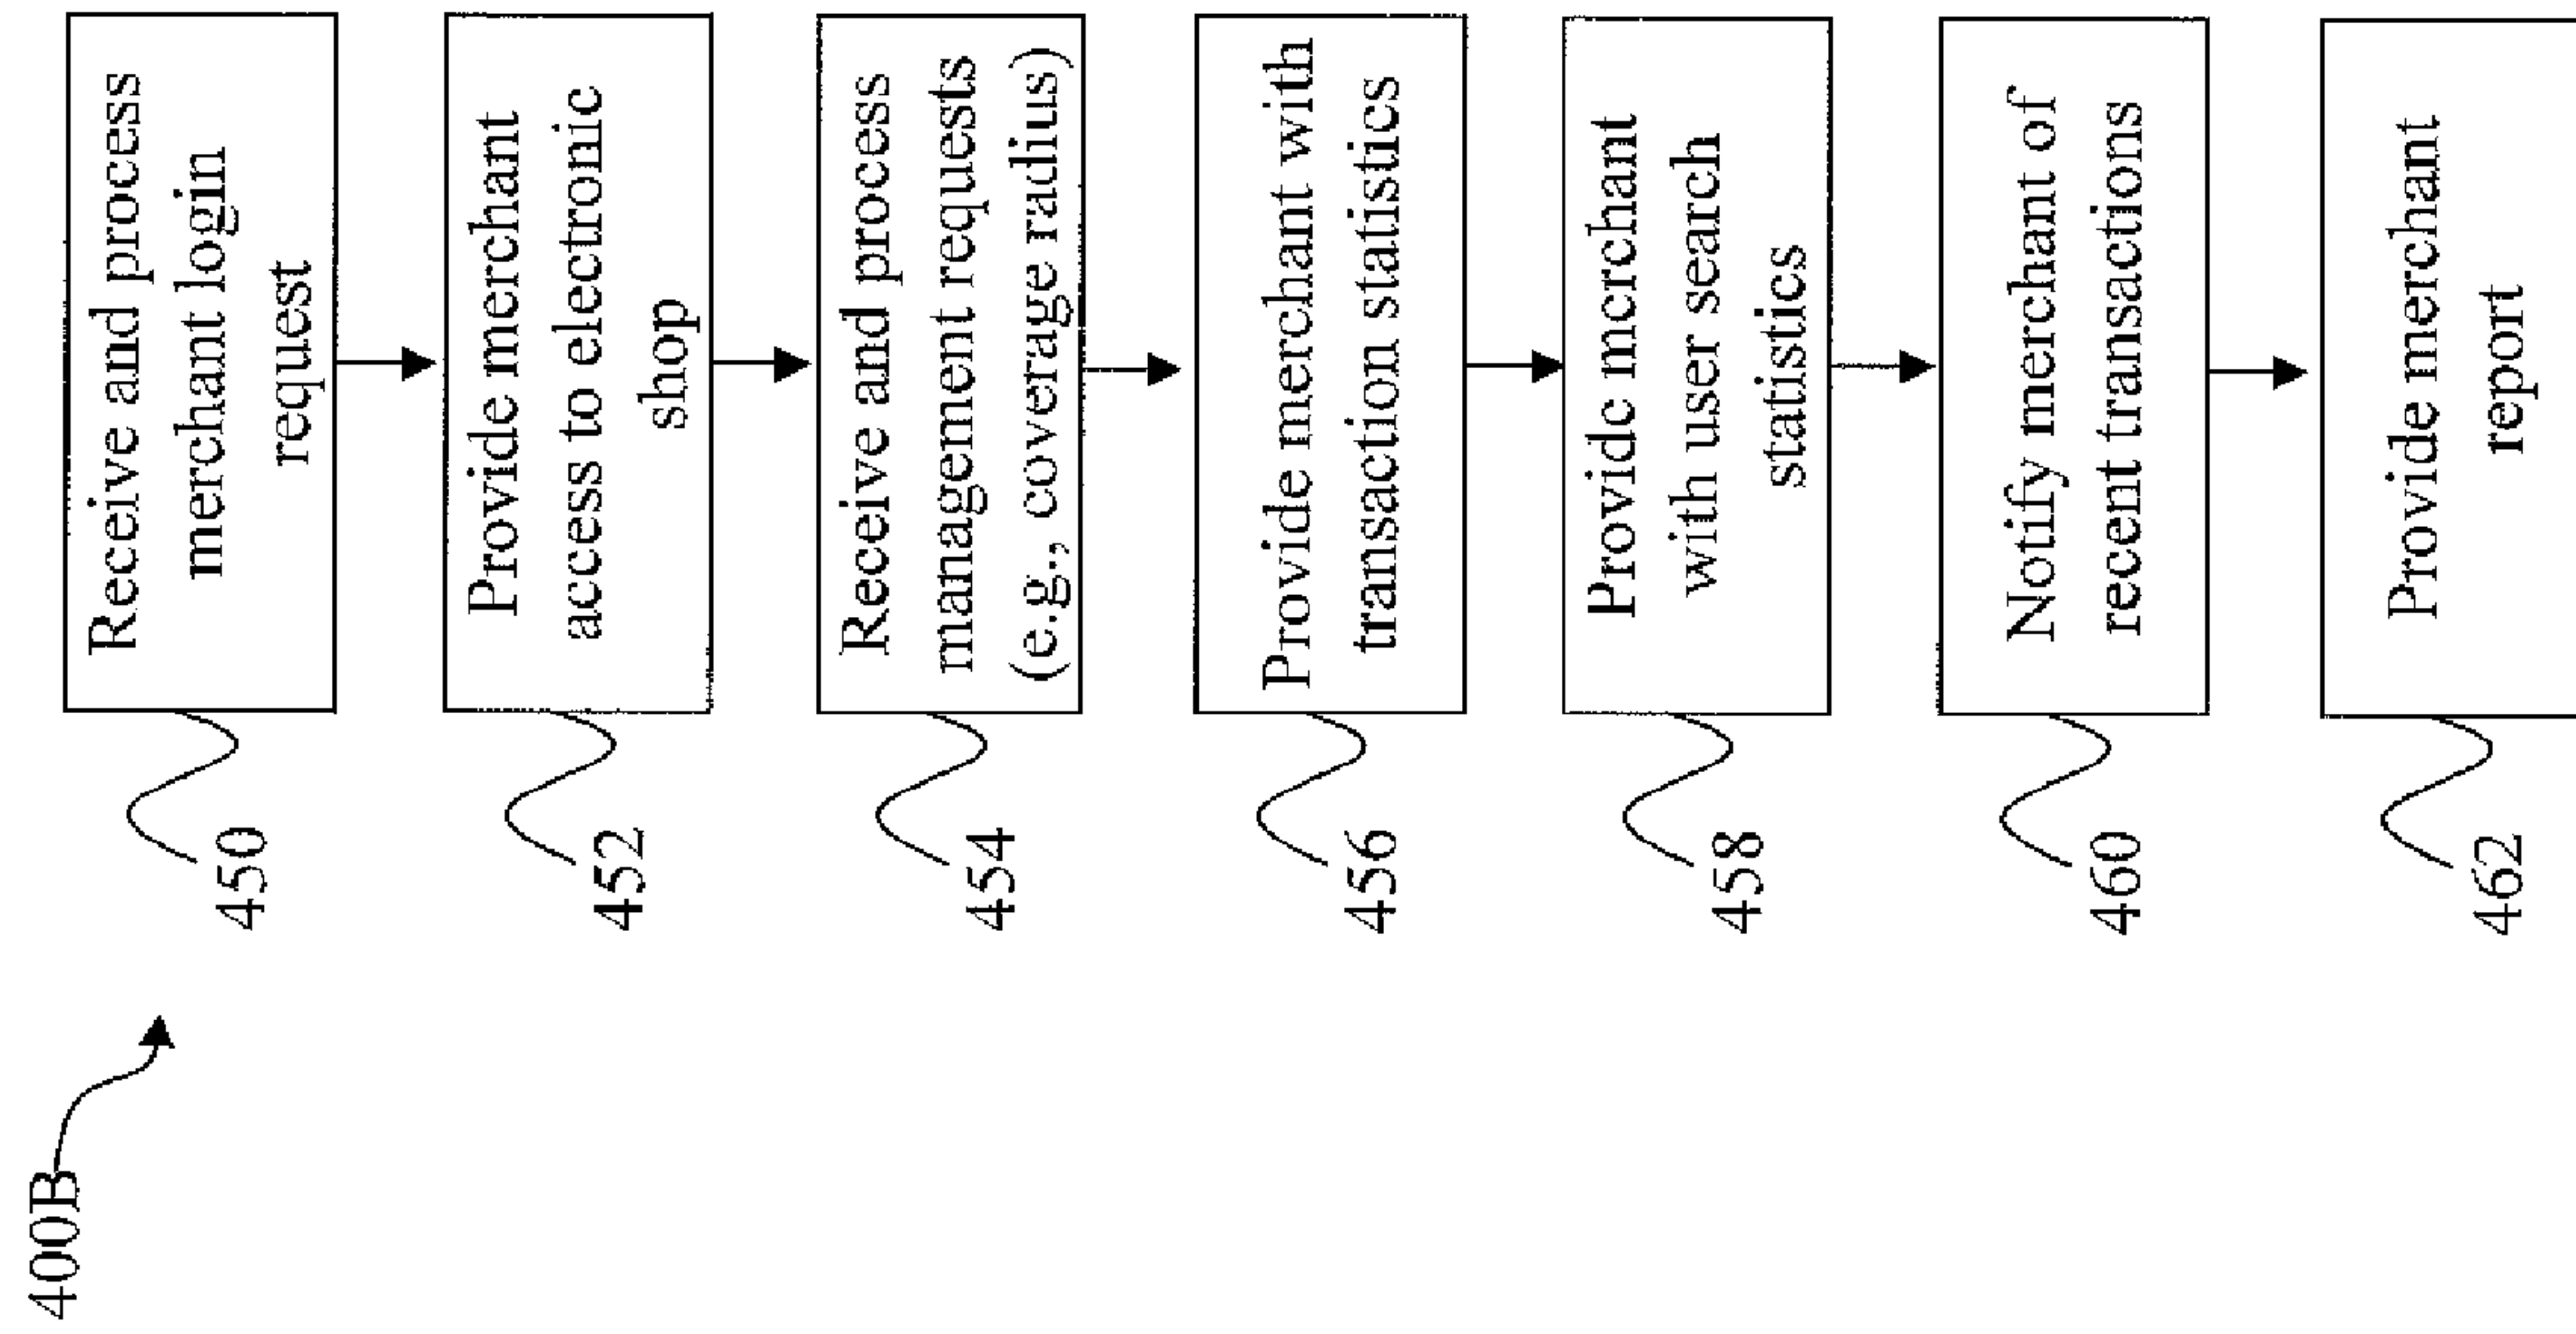 400B
450
Receive and process
merchant login
request
452
Provide merchant
access to electronic
shop
454
Receive and process
management requests
(e.g., coverage radius)
456
Provide merchant with
transaction statistics
458
Provide merchant
with user search
statistics
460
Notify merchant of
recent transactions
462
Provide merchant
report